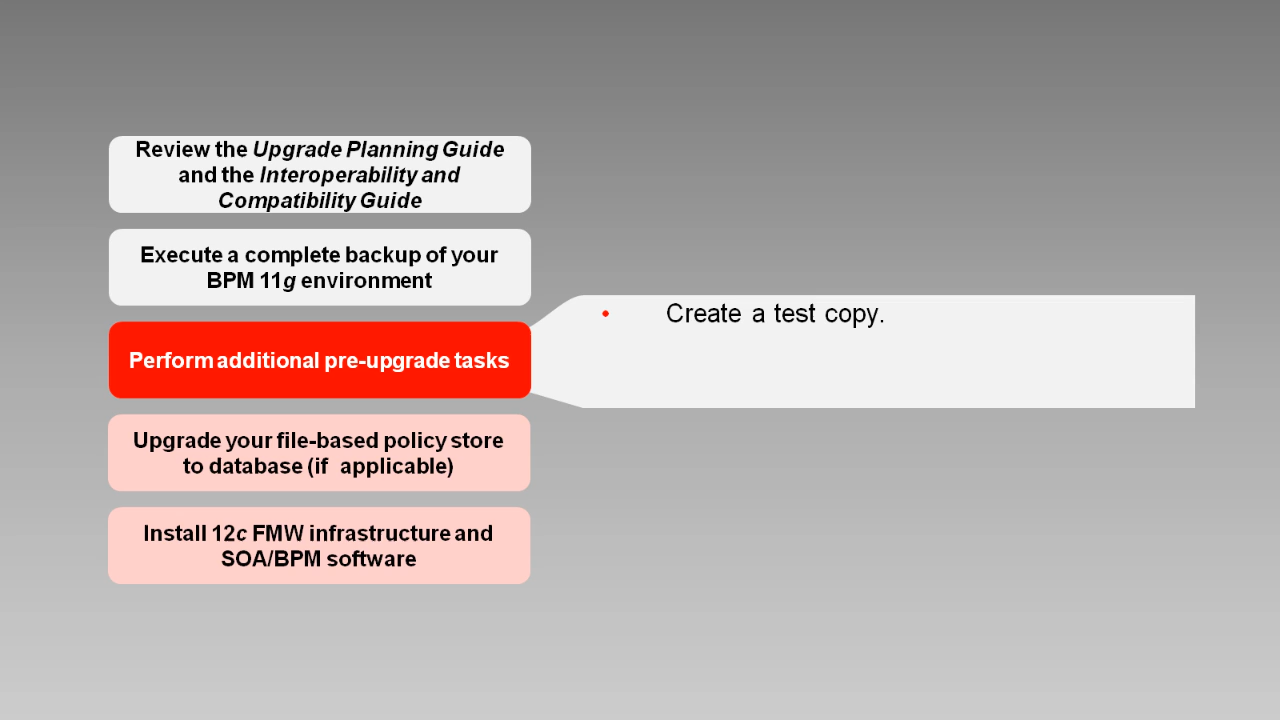 Review the Upgrade Planning Guide
and the Interoperability and
Compatibility Guide
Execute a complete backup of your
BPM 11g environment
Perform additional pre-upgrade tasks
• Create a test copy.
Upgrade your file-based policy store
to database (if applicable)
Install 12c FMW infrastructure and
SOA/BPM software